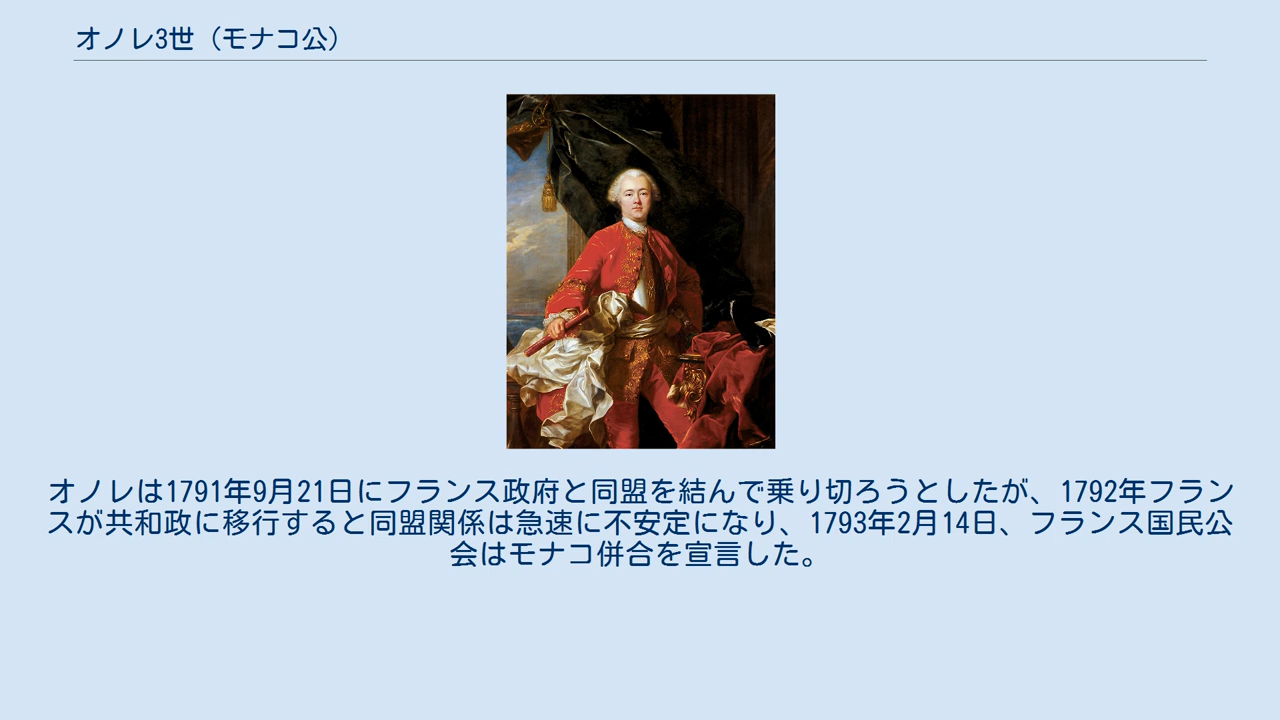 オノレ3世（モナコ公）
オノレは1791年9月21日にフランス政府と同盟を結んで乗り切ろうとしたが、1792年フラン
スが共和政に移行すると同盟関係は急速に不安定になり、1793年2月14日、フランス国民公
会はモナコ併合を宣言した。